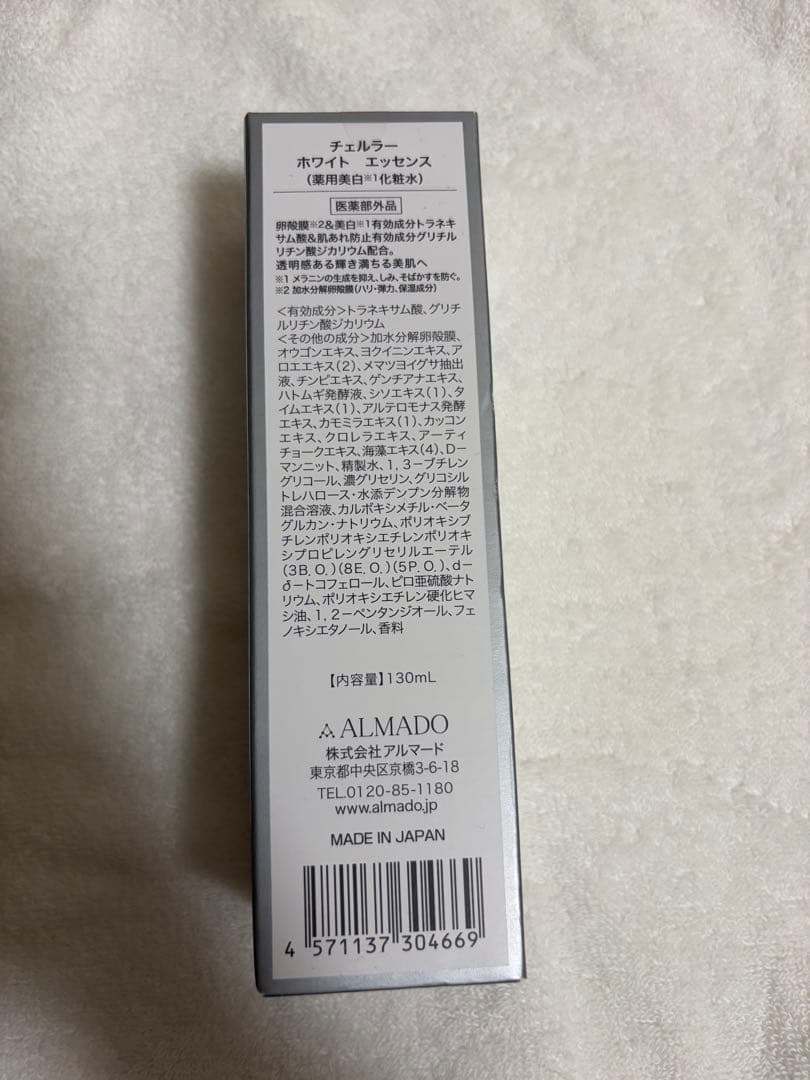 チェルラー
ホワイト　エッセンス
(薬用美白※1化粧水)
医薬部外品
卵殻膜※2&美白※1有効成分トラネキ
サム酸&肌あれ防止有効成分グリチル
リチン酸ジカリウム配合。
透明感ある輝き満ちる美肌へ
※1 メラニンの生成を抑え、しみ、そばかすを防ぐ。
※2 加水分解卵殻膜(ハリ・弾力、保湿成分)
<有効成分>トラネキサム酸、グリチ
ルリチン酸ジカリウム
<その他の成分>加水分解卵殻膜、
オウゴンエキス、ヨクイニンエキス、ア
ロエエキス(2)、メマツヨイグサ抽出
液、チンピエキス、ゲンチアナエキス、
ハトムギ発酵液、シソエキス(1)、タ
イムエキス(1)、アルテロモナス発酵
エキス、カモミラエキス(1)、カッコン
エキス、クロレラエキス、アーティ
チョークエキス、海藻エキス(4)、D-
マンニット、精製水、1,3-ブチレン
グリコール、濃グリセリン、グリコシル
トレハロース・水添デンプン分解物
混合溶液、カルボキシメチル・ベータ
グルカン・ナトリウム、ポリオキシブ
チレンポリオキシエチレンポリオキ
シプロピレングリセリルエーテル
(3B.O.)(8E.O.)(5P.O.)、d-
δ-トコフェロール、ピロ亜硫酸ナト
リウム、ポリオキシエチレン硬化ヒマ
シ油、1,2-ペンタンジオール、フェ
ノキシエタノール、香料
【内容量】130mL
ALMADO
株式会社アルマード
東京都中央区京橋3-6-18
TEL.0120-85-1180
www.almado.jp
MADE IN JAPAN
4 571137 304669